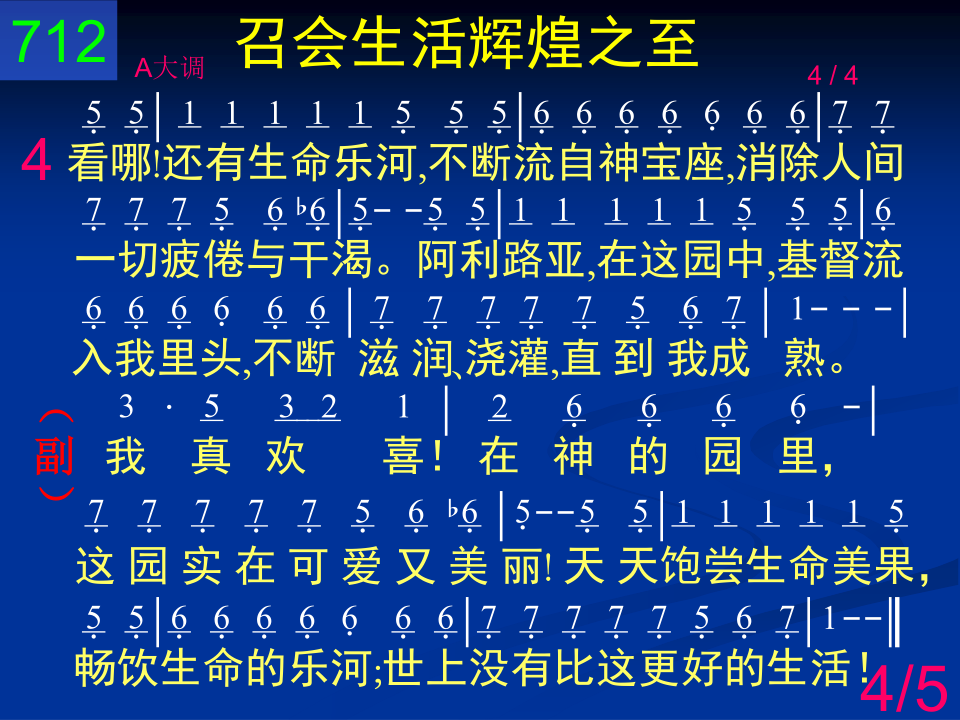 712
召会生活辉煌之至
A大调
4 / 4
5 5| 1 1 1 1 1 5 5 5|6 6 6 6 6 6 6|7 7
4 看哪!还有生命乐河,不断流自神宝座,消除人间
7 7 7 5 6 ♭6|5- -5 5|1 1 1 1 1 5 5 5|6
一切疲倦与干渴。阿利路亚,在这园中,基督流
6 6 6 6 6 6 | 7 7 7 7 7 5 6 7 | 1- - -|
入我里头,不断 滋 润、浇灌,直 到 我成 熟。
3 · 5 3 2 1 | 2 6 6 6 6 -|
（副） 我 真 欢 喜! 在 神 的 园 里,
7 7 7 7 7 5 6 ♭6|5--5 5|1 1 1 1 1 5
这 园 实 在 可 爱 又 美 丽! 天 天饱尝生命美果,
5 5|6 6 6 6 6 6 6|7 7 7 7 7 5 6 7|1--‖
畅饮生命的乐河;世上没有比这更好的生活!
4/5